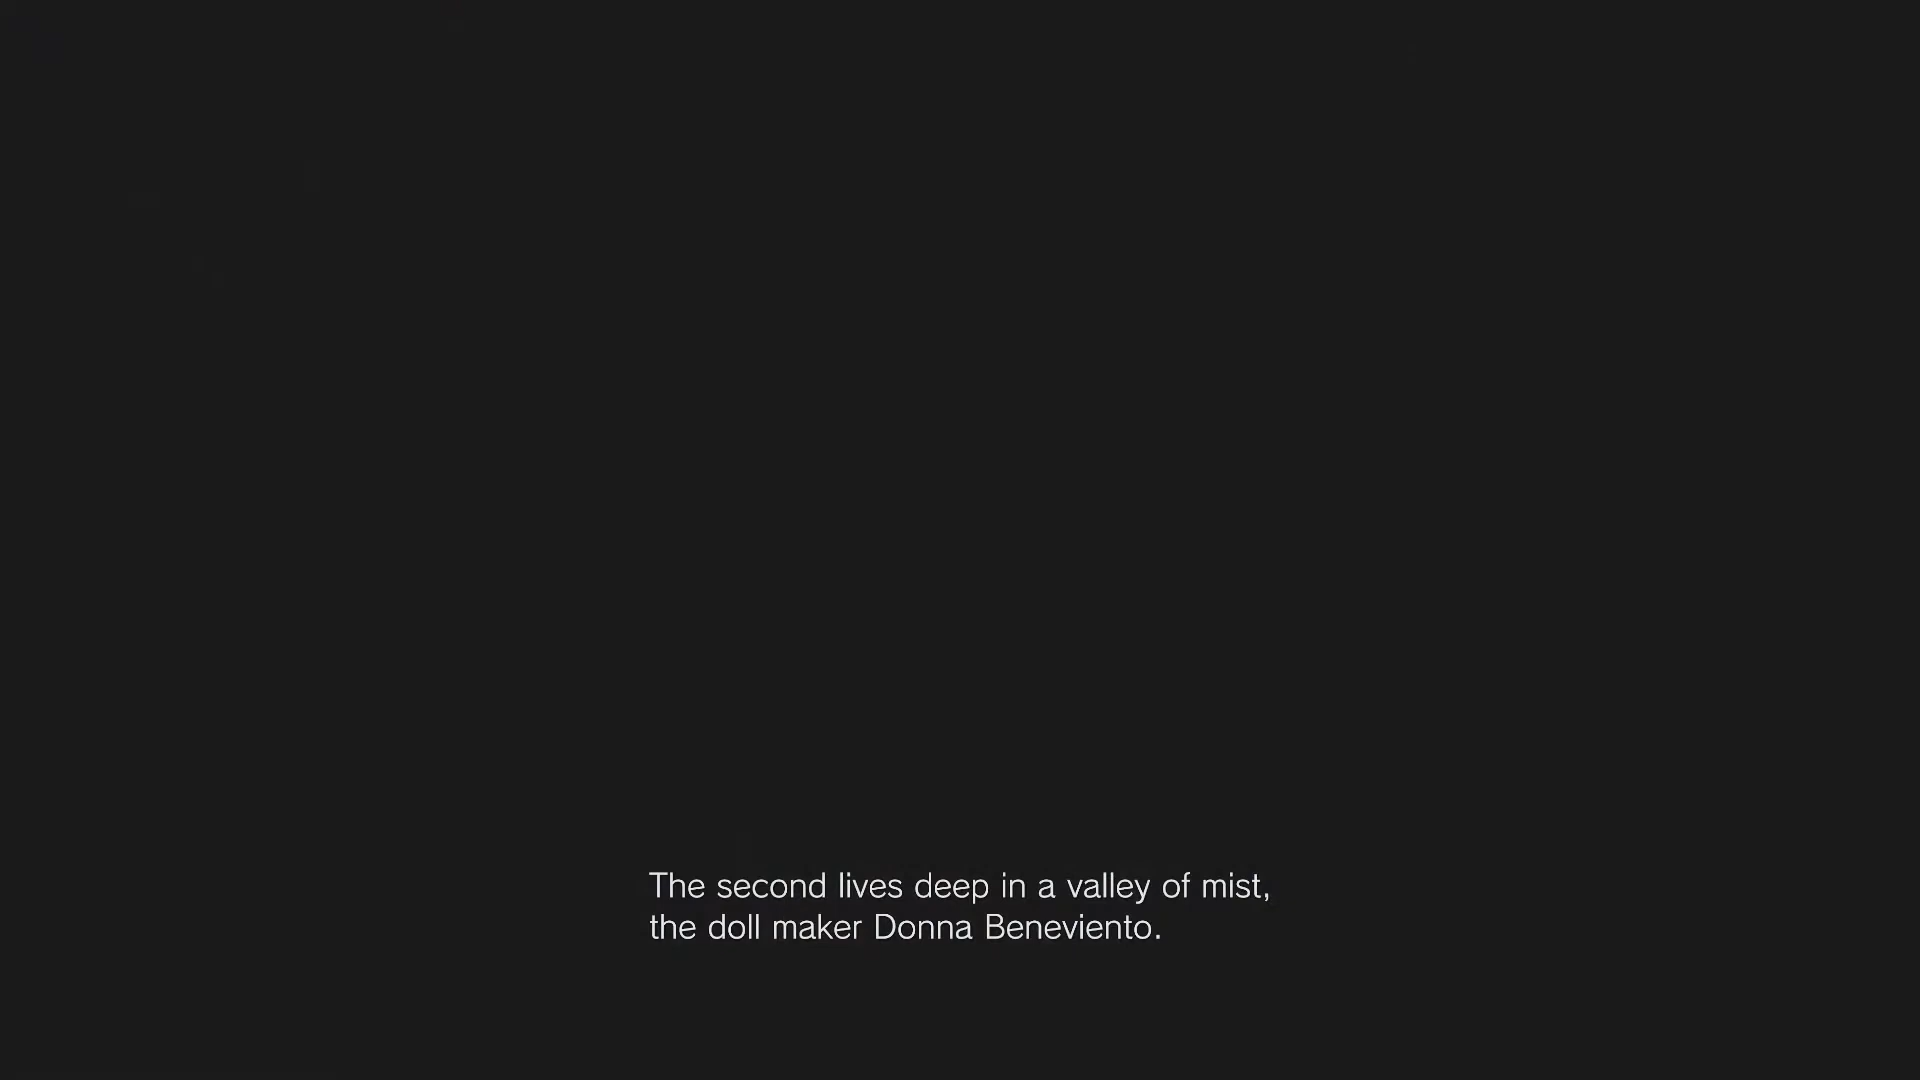 The second lives deep in a valley of mist,
the doll maker Donna Beneviento.